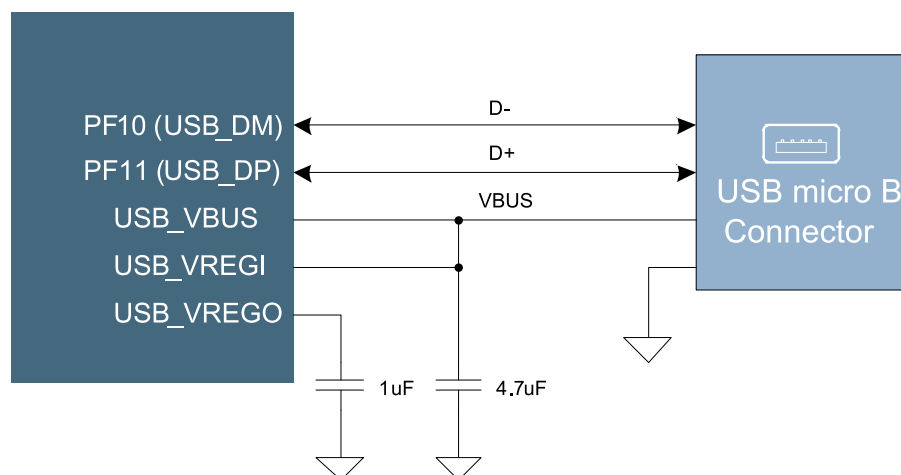 D-
PF10 (USB_DM)
D+
PF11 (USB_DP)
VBUS
USB_VBUS
USB_VREGI
USB_VREGO
USB micro B
Connector
1uF
4.7uF